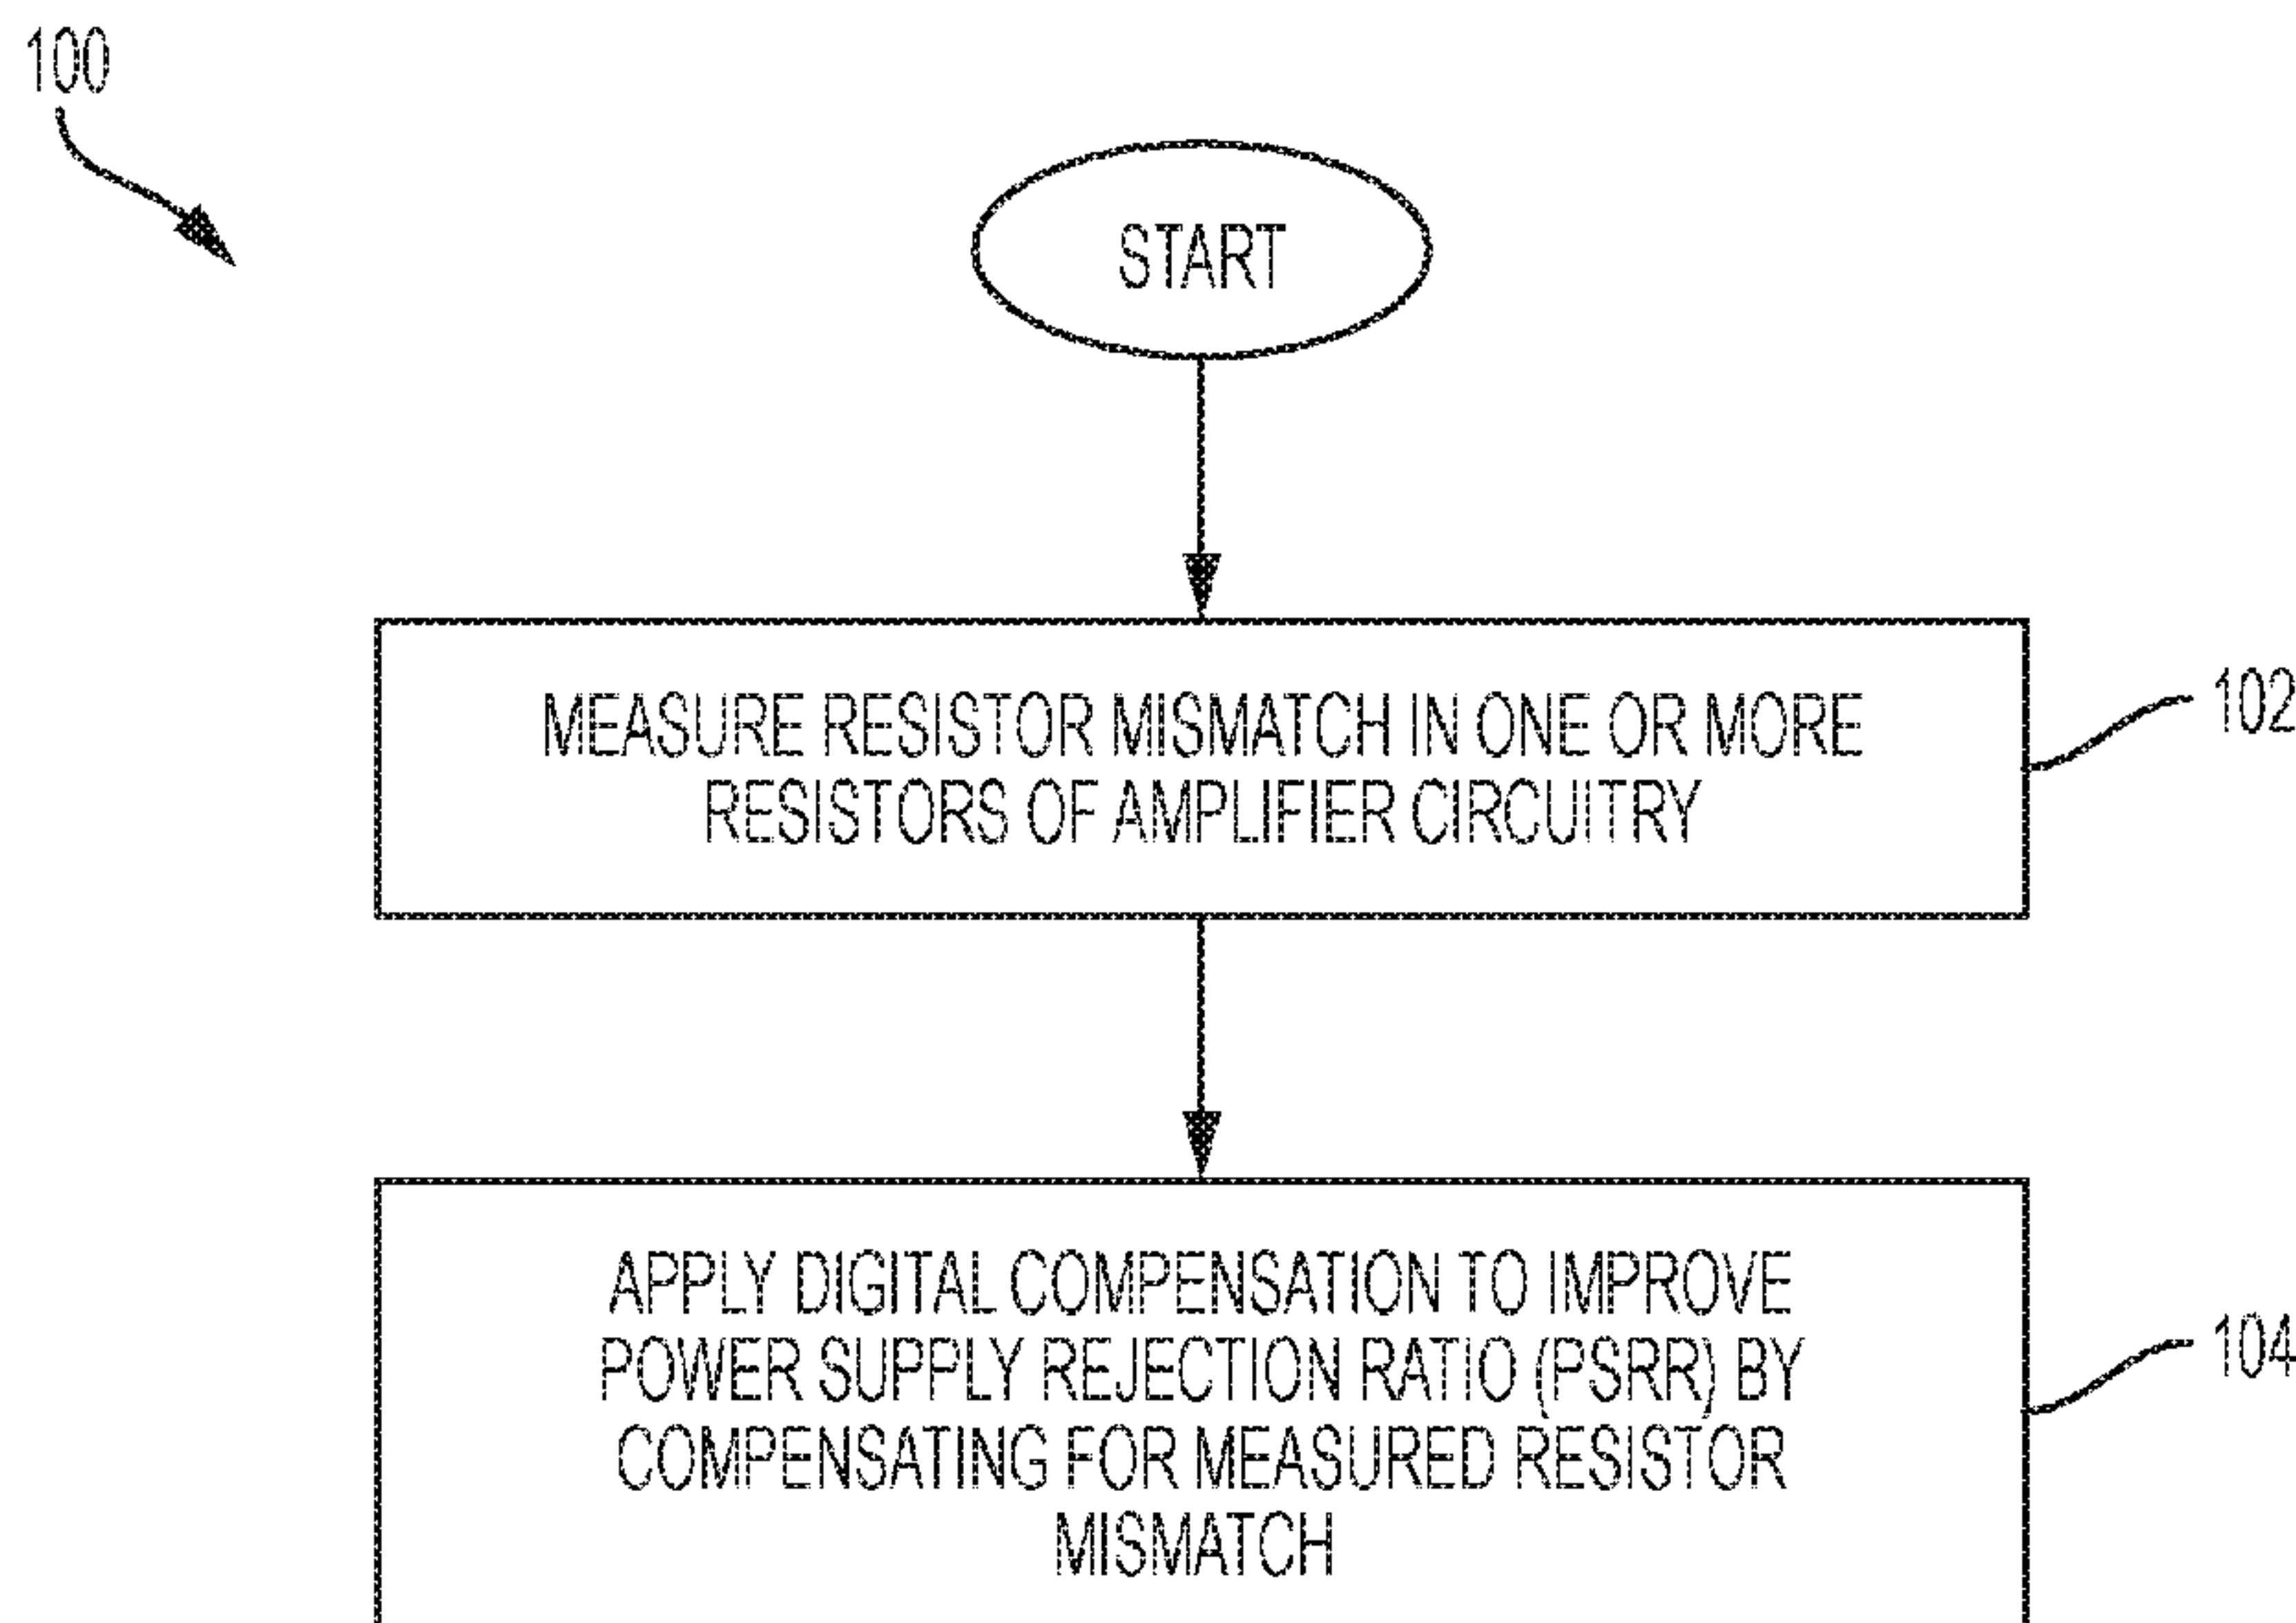 100
START
MEASURE RESISTOR MISMATCH IN ONE OR MORE
RESISTORS OF AMPLIFIER CIRCUITRY
102
APPLY DIGITAL COMPENSATION TO IMPROVE
POWER SUPPLY REJECTION RATIO (PSRR) BY
COMPENSATING FOR MEASURED RESISTOR
MISMATCH
104